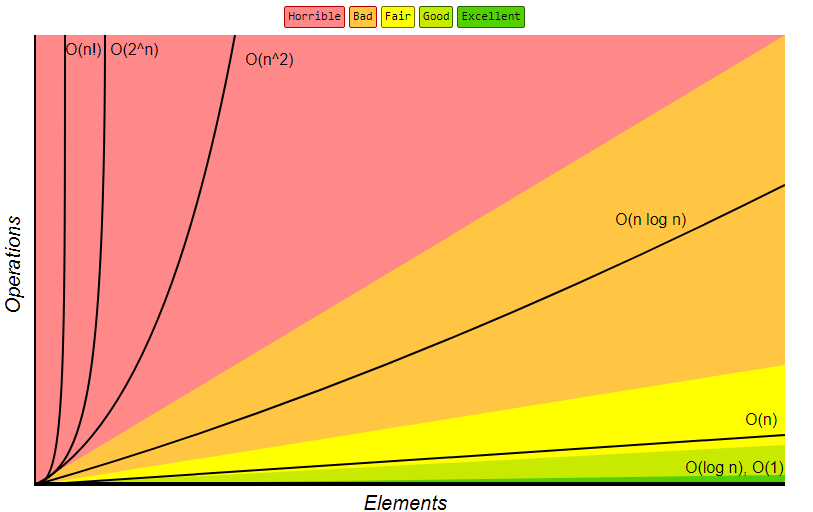 Horrible Bad Fair Good Excellent
O(n!) O(2^n)
O(n^2)
O(n log n)
O(n)
O(log n), O(1)
Operations
Elements